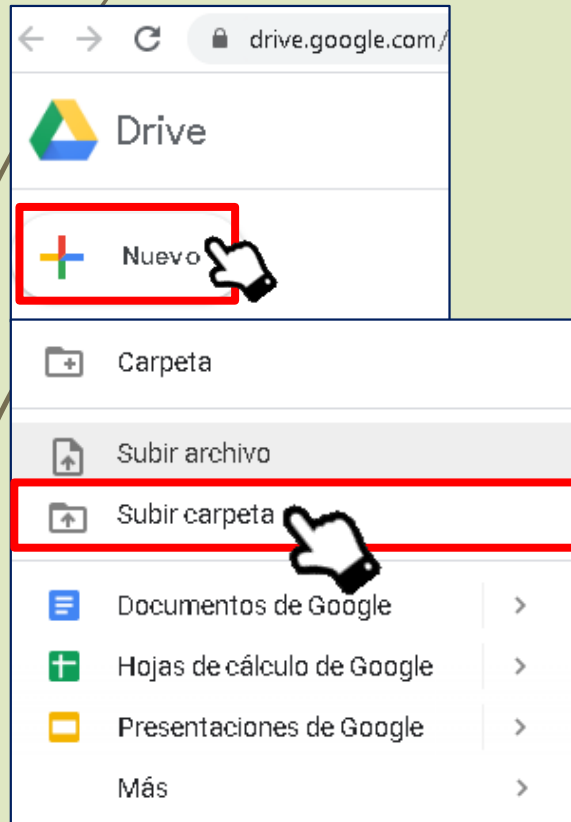 drive.google.com/
Drive
Nuevo
Carpeta
Subir archivo
Subir carpeta
Documentos de Google
Hojas de cálculo de Google
Presentaciones de Google
Más